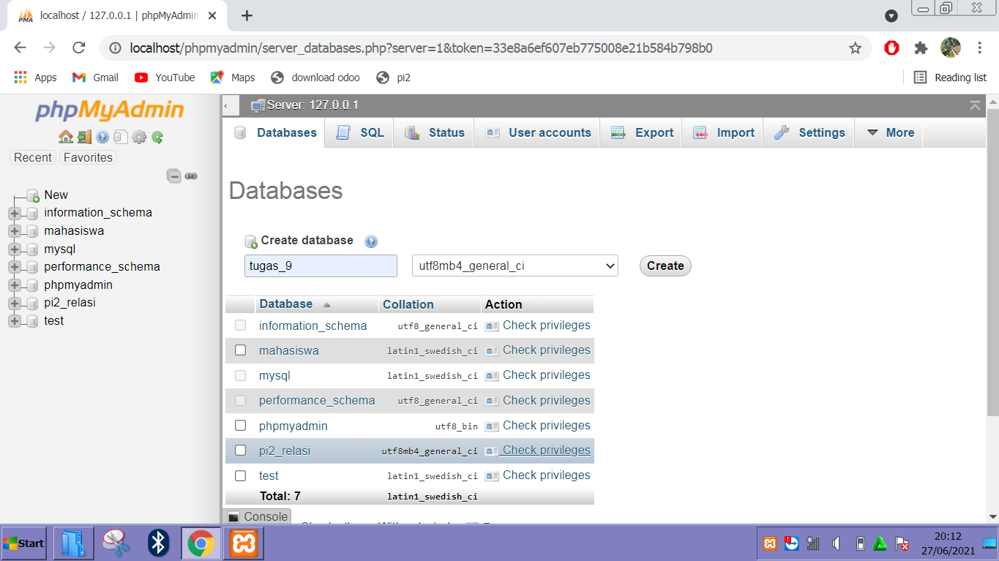 localhost / 127.0.0.1 | phpMyAdmin
localhost/phpmyadmin/server_databases.php?server=1&token=33e8a6ef607eb775008e21b584b798b0
Apps Gmail YouTube Maps download odoo pi2 Reading list
phpMyAdmin
Recent Favorites
New
information_schema
mahasiswa
mysql
performance_schema
phpmyadmin
pi2_relasi
test
Server: 127.0.0.1
Databases SQL Status User accounts Export Import Settings More
Databases
Create database
tugas_9 utf8mb4_general_ci Create
Database Collation Action
information_schema utf8_general_ci Check privileges
mahasiswa latin1_swedish_ci Check privileges
mysql latin1_swedish_ci Check privileges
performance_schema utf8_general_ci Check privileges
phpmyadmin utf8_bin Check privileges
pi2_relasi utf8mb4_general_ci Check privileges
test latin1_swedish_ci Check privileges
Total: 7 latin1_swedish_ci
Console
Start
20:12
27/06/2021